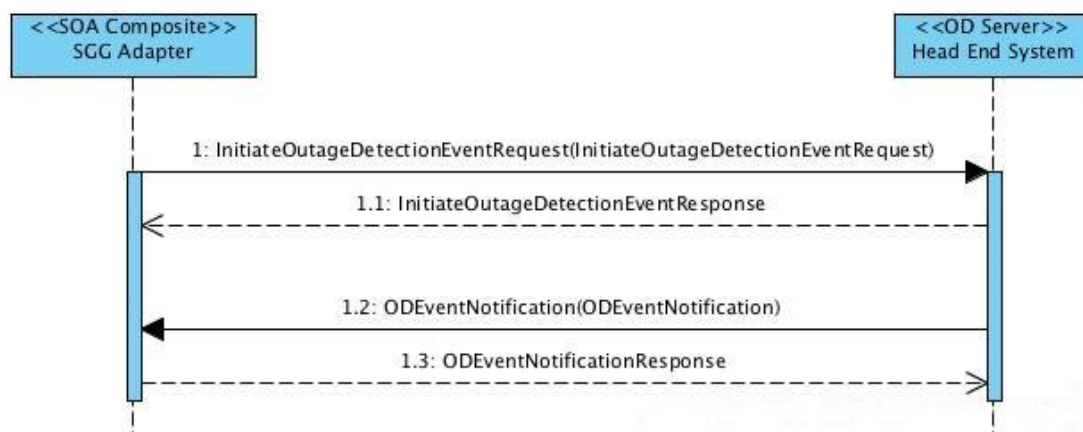 <<SOA Composite>>
SGG Adapter
<<OD Server>>
Head End System
1: InitiateOutageDetectionEventRequest(InitiateOutageDetectionEventRequest)
1.1: InitiateOutageDetectionEventResponse
1.2: ODEventNotification(ODEventNotification)
1.3: ODEventNotificationResponse